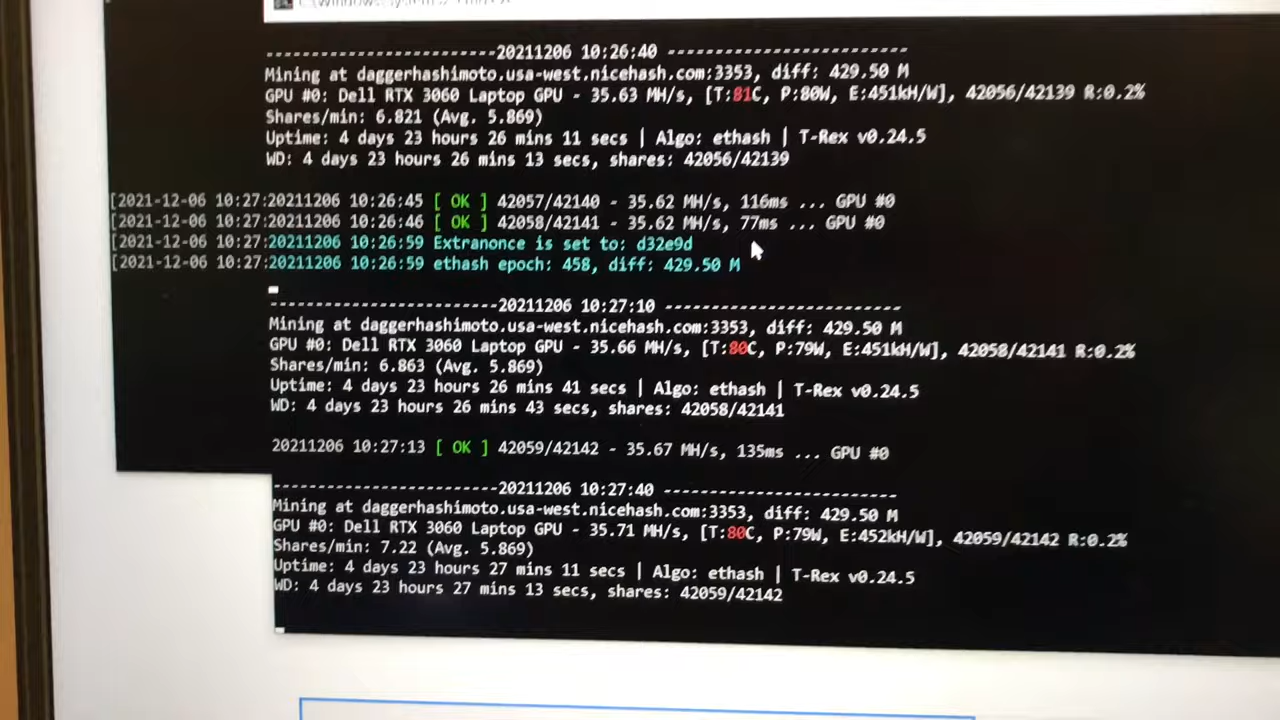 -------------------------20211206 10:26:40 --------------------------
Mining at daggerhashimoto.usa-west.nicehash.com:3353, diff: 429.50 M
GPU #0: Dell RTX 3060 Laptop GPU - 35.63 MH/s, [T:81C, P:80W, E:451kH/W], 42056/42139 R:0.2%
Shares/min: 6.821 (Avg. 5.869)
Uptime: 4 days 23 hours 26 mins 11 secs | Algo: ethash | T-Rex v0.24.5
WD: 4 days 23 hours 26 mins 13 secs, shares: 42056/42139
[2021-12-06 10:27:20211206 10:26:45 [ OK ] 42057/42140 - 35.62 MH/s, 116ms ... GPU #0
[2021-12-06 10:27:20211206 10:26:46 [ OK ] 42058/42141 - 35.62 MH/s, 77ms ... GPU #0
[2021-12-06 10:27:20211206 10:26:59 Extranonce is set to: d32e9d
[2021-12-06 10:27:20211206 10:26:59 ethash epoch: 458, diff: 429.50 M
-------------------------20211206 10:27:10 --------------------------
Mining at daggerhashimoto.usa-west.nicehash.com:3353, diff: 429.50 M
GPU #0: Dell RTX 3060 Laptop GPU - 35.66 MH/s, [T:80C, P:79W, E:451kH/W], 42058/42141 R:0.2%
Shares/min: 6.863 (Avg. 5.869)
Uptime: 4 days 23 hours 26 mins 41 secs | Algo: ethash | T-Rex v0.24.5
WD: 4 days 23 hours 26 mins 43 secs, shares: 42058/42141
20211206 10:27:13 [ OK ] 42059/42142 - 35.67 MH/s, 135ms ... GPU #0
-------------------------20211206 10:27:40 --------------------------
Mining at daggerhashimoto.usa-west.nicehash.com:3353, diff: 429.50 M
GPU #0: Dell RTX 3060 Laptop GPU - 35.71 MH/s, [T:80C, P:79W, E:452kH/W], 42059/42142 R:0.2%
Shares/min: 7.22 (Avg. 5.869)
Uptime: 4 days 23 hours 27 mins 11 secs | Algo: ethash | T-Rex v0.24.5
WD: 4 days 23 hours 27 mins 13 secs, shares: 42059/42142